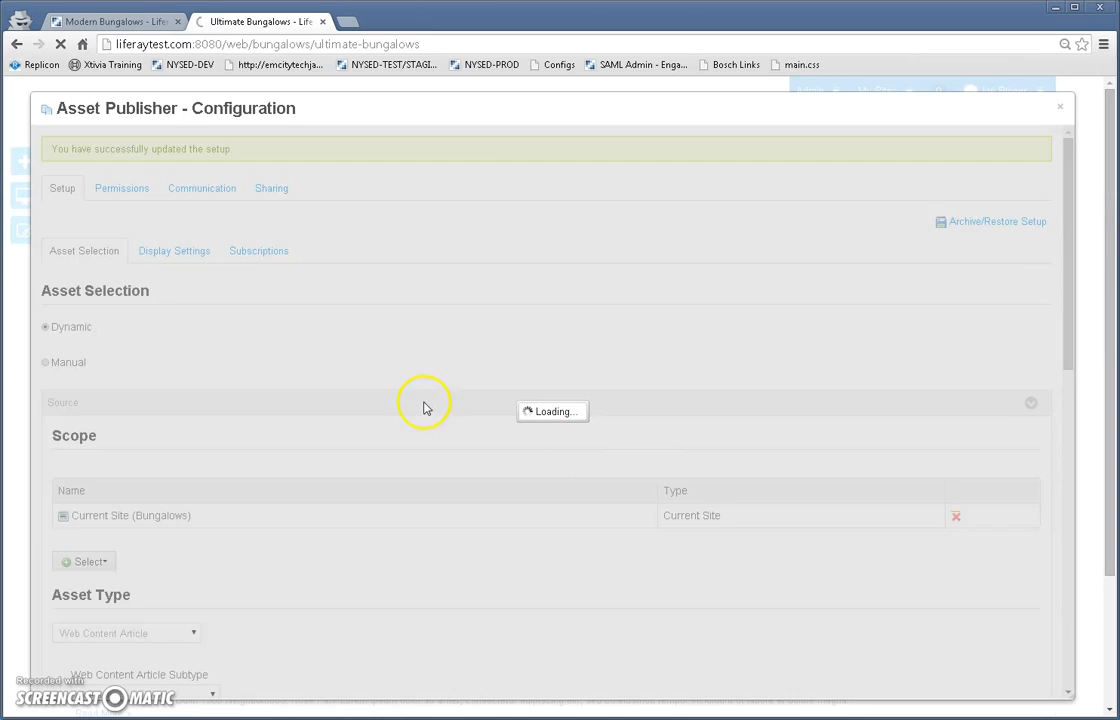 Modern Bungalows - Lifer
Ultimate Bungalows - Life
liferaytest.com:8080/web/bungalows/ultimate-bungalows
Replicon Xtivia Training NYSED-DEV http://emcitytechja... NYSED-TEST/STAGI... NYSED-PROD Configs SAML Admin - Enga... Bosch Links main.css
Asset Publisher - Configuration
You have successfully updated the setup
Setup Permissions Communication Sharing
Archive/Restore Setup
Asset Selection Display Settings Subscriptions
Asset Selection
Dynamic
Manual
Source
Loading...
Scope
Name Type
Current Site (Bungalows) Current Site
Select
Asset Type
Web Content Article
Web Content Article Subtype
Recorded with
SCREENCAST MATIC